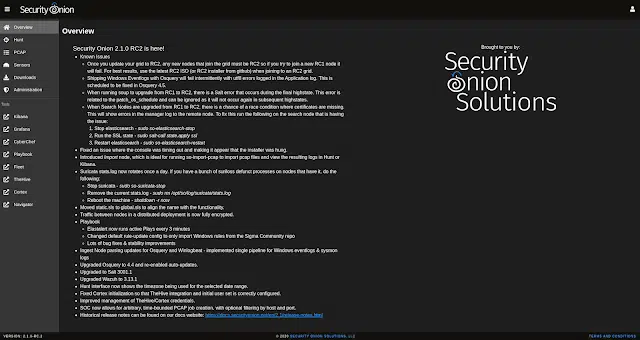 Security Onion
Overview
Hunt
PCAP
Sensors
Downloads
Administration
Tools
Kibana
Grafana
CyberChef
Playbook
Fleet
TheHive
Cortex
Navigator
Overview
Security Onion 2.1.0 RC2 is here!
Known Issues
Once you update your grid to RC2, any new nodes that join the grid must be RC2 so if you try to join a new RC1 node it
will fail. For best results, use the latest RC2 ISO (or RC2 installer from github) when joining to an RC2 grid.
Shipping Windows Eventlogs with Osquery will fail intermittently with utf8 errors logged in the Application log. This is
scheduled to be fixed in Osquery 4.5.
When running soup to upgrade from RC1 to RC2, there is a Salt error that occurs during the final highstate. This error is
related to the patch_os_schedule and can be ignored as it will not occur again in subsequent highstates.
When Search Nodes are upgraded from RC1 to RC2, there is a chance of a race condition where certificates are missing.
This will show errors in the manager log to the remote node. To fix this run the following on the search node that is having
the issue:
1. Stop elasticsearch - sudo so-elasticsearch-stop
2. Run the SSL state - sudo salt-call state.apply ssl
3. Restart elasticsearch - sudo so-elasticsearch-restart
Fixed an issue where the console was timing out and making it appear that the installer was hung.
Introduced Import node, which is ideal for running so-import-pcap to import pcap files and view the resulting logs in Hunt or
Kibana.
Suricata stats.log now rotates once a day. If you have a bunch of suriloss defunct processes on nodes that have it, do the
following:
Stop suricata - sudo so-suricata-stop
Remove the current stats.log - sudo rm /opt/so/log/suricata/stats.log
Reboot the machine - shutdown -r now
Moved static.sls to global.sls to align the name with the functionality.
Traffic between nodes in a distributed deployment is now fully encrypted.
Playbook
Elastalert now runs active Plays every 3 minutes
Changed default rule-update config to only import Windows rules from the Sigma Community repo
Lots of bug fixes & stability improvements
Ingest Node parsing updates for Osquery and Winlogbeat - implemented single pipeline for Windows eventlogs & sysmon
logs
Upgraded Osquery to 4.4 and re-enabled auto-updates.
Upgraded to Salt 3001.1
Upgraded Wazuh to 3.13.1
Hunt interface now shows the timezone being used for the selected date range.
Fixed Cortex initialization so that TheHive integration and initial user set is correctly configured.
Improved management of TheHive/Cortex credentials.
SOC now allows for arbitrary, time-bounded PCAP job creation, with optional filtering by host and port.
Historical release notes can be found on our docs website: https://docs.securityonion.net/en/2.1/release-notes.html
Brought to you by:
Security
Onion
Solutions
VERSION: 2.1.0-RC.2
© 2020 SECURITY ONION SOLUTIONS, LLC
TERMS AND CONDITIONS